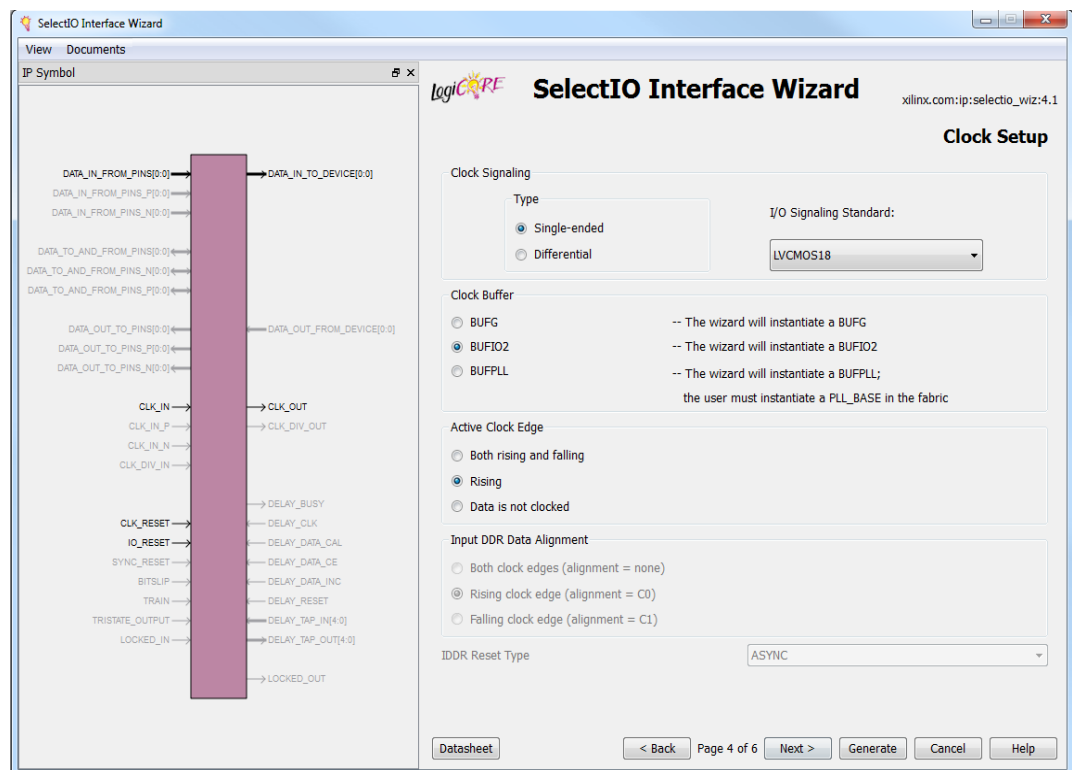 SelectIO Interface Wizard
View Documents
IP Symbol
DATA_IN_FROM_PINS[0:0]
DATA_IN_TO_DEVICE[0:0]
DATA_IN_FROM_PINS_P[0:0]
DATA_IN_FROM_PINS_N[0:0]
DATA_TO_AND_FROM_PINS[0:0]
DATA_TO_AND_FROM_PINS_N[0:0]
DATA_TO_AND_FROM_PINS_P[0:0]
DATA_OUT_TO_PINS[0:0]
DATA_OUT_FROM_DEVICE[0:0]
DATA_OUT_TO_PINS_P[0:0]
DATA_OUT_TO_PINS_N[0:0]
CLK_IN
CLK_OUT
CLK_IN_P
CLK_DIV_OUT
CLK_IN_N
CLK_DIV_IN
DELAY_BUSY
CLK_RESET
DELAY_CLK
IO_RESET
DELAY_DATA_CAL
SYNC_RESET
DELAY_DATA_CE
BITSLIP
DELAY_DATA_INC
TRAIN
DELAY_RESET
TRISTATE_OUTPUT
DELAY_TAP_IN[4:0]
LOCKED_IN
DELAY_TAP_OUT[4:0]
LOCKED_OUT
LogiCORE
SelectIO Interface Wizard
xilinx.com:ip:selectio_wiz:4.1
Clock Setup
Clock Signaling
Type
Single-ended
Differential
I/O Signaling Standard:
LVCMOS18
Clock Buffer
BUFG -- The wizard will instantiate a BUFG
BUFIO2 -- The wizard will instantiate a BUFIO2
BUFPLL -- The wizard will instantiate a BUFPLL;
the user must instantiate a PLL_BASE in the fabric
Active Clock Edge
Both rising and falling
Rising
Data is not clocked
Input DDR Data Alignment
Both clock edges (alignment = none)
Rising clock edge (alignment = C0)
Falling clock edge (alignment = C1)
IDDR Reset Type ASYNC
Datasheet < Back Page 4 of 6 Next > Generate Cancel Help